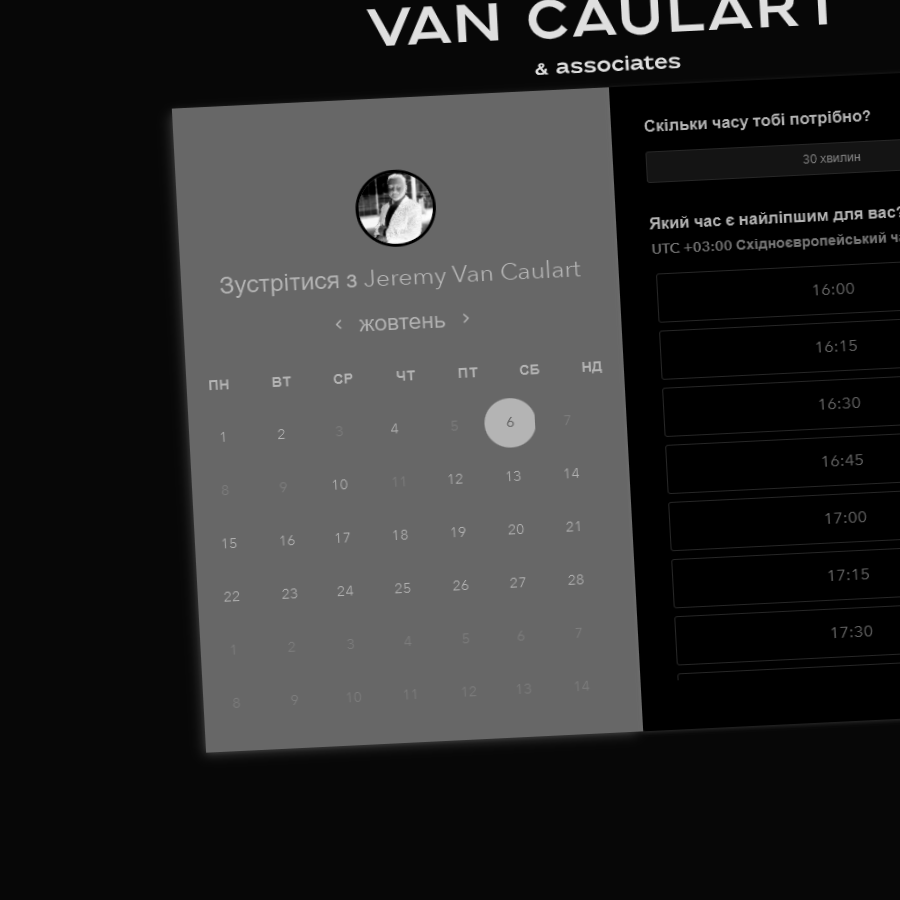 VAN CAULART
& associates
Зустрітися з Jeremy Van Caulart
‹ жовтень ›
ПН ВТ СР ЧТ ПТ СБ НД
1 2 3 4 5 6 7
8 9 10 11 12 13 14
15 16 17 18 19 20 21
22 23 24 25 26 27 28
1 2 3 4 5 6 7
8 9 10 11 12 13 14
Скільки часу тобі потрібно?
30 хвилин
Який час є найліпшим для вас?
UTC +03:00 Східноєвропейський
16:00
16:15
16:30
16:45
17:00
17:15
17:30